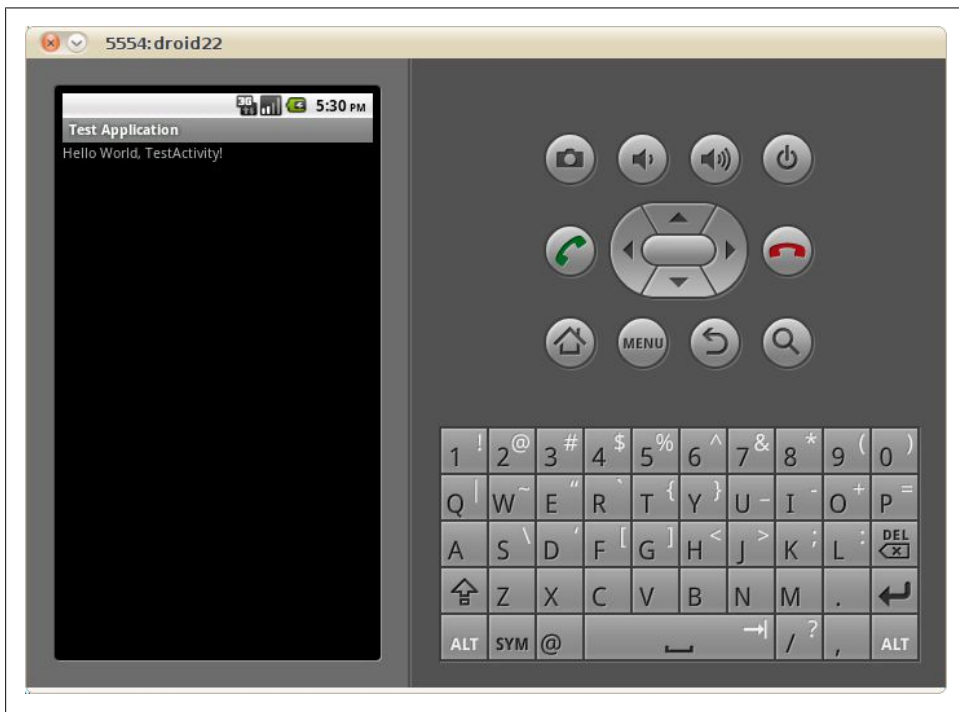 5554:droid22
3G 5:30 PM
Test Application
Hello World, TestActivity!
MENU
1 ! 2 @ 3 # 4 $ 5 % 6 ^ 7 & 8 * 9 ( 0 )
Q | W ~ E " R ` T { Y } U _ I - O + P =
A S \ D ' F [ G ] H < J > K ; L : DEL
Z X C V B N M .
ALT SYM @ / ? , ALT